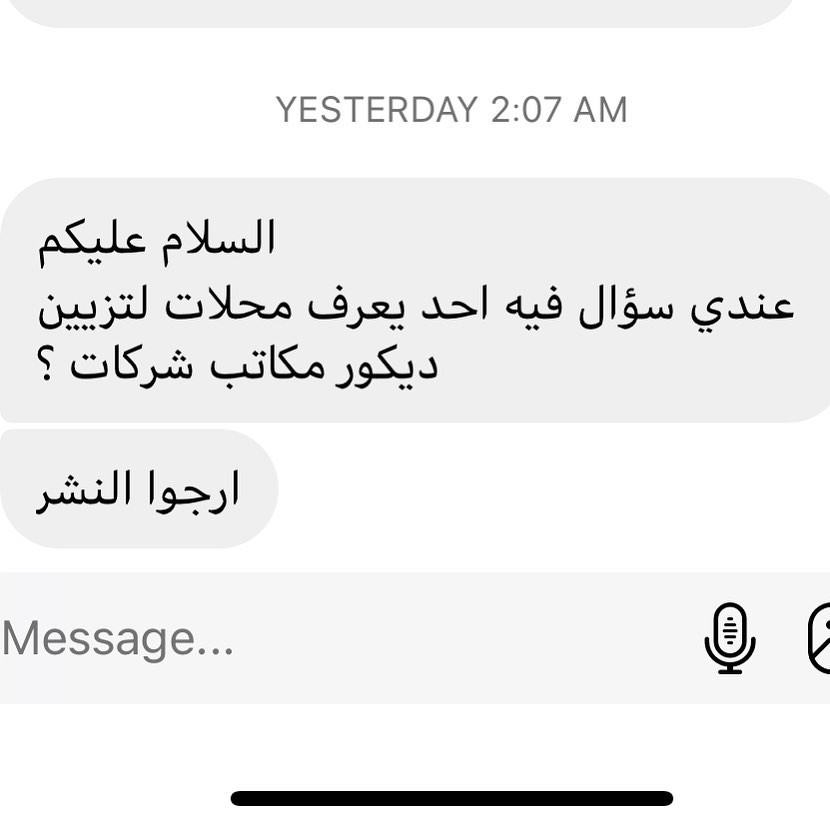 YESTERDAY 2:07 AM
السلام عليكم
عندي سؤال فيه احد يعرف محلات لتزيين
ديكور مكاتب شركات ؟
ارجوا النشر
Message...